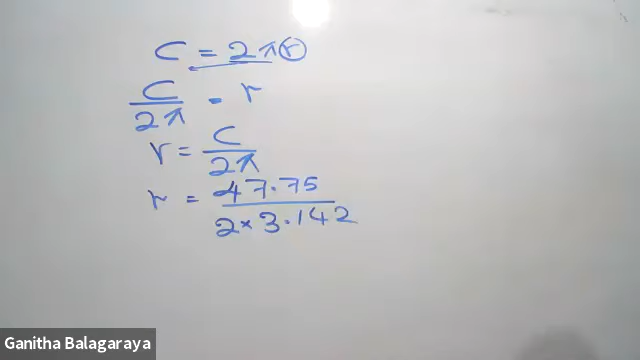 C = 2πr
C/2π = r
r = C/2π
r = 47.75/2×3.142
Ganitha Balagaraya